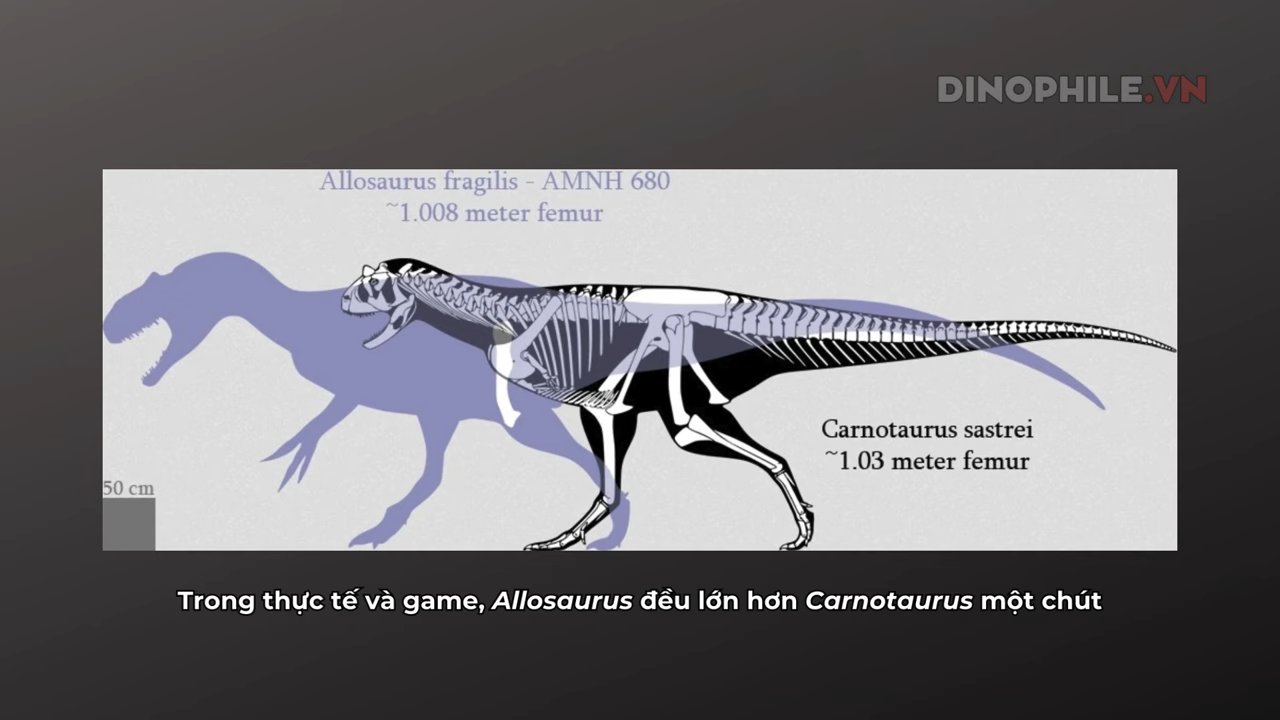 DINOPHILE.VN
Allosaurus fragilis - AMNH 680
~1.008 meter femur
Carnotaurus sastrei
~1.03 meter femur
50 cm
Trong thực tế và game, Allosaurus đều lớn hơn Carnotaurus một chút